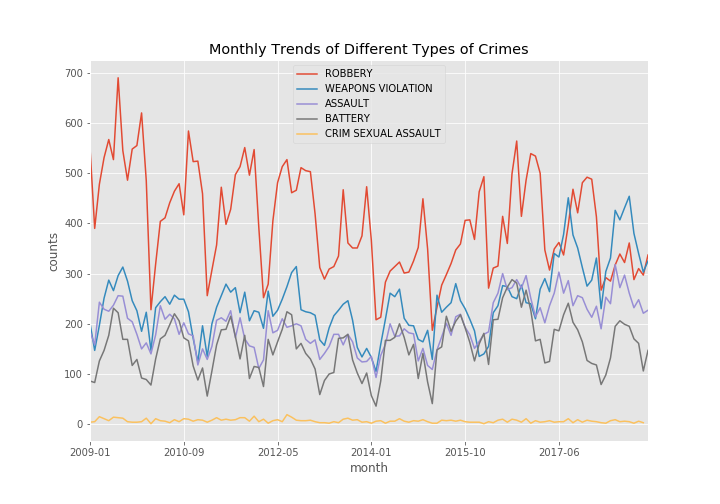 Monthly Trends of Different Types of Crimes
700
600
500
400
300
200
100
0
counts
ROBBERY
WEAPONS VIOLATION
ASSAULT
BATTERY
CRIM SEXUAL ASSAULT
2009-01 2010-09 2012-05 2014-01 2015-10 2017-06
month